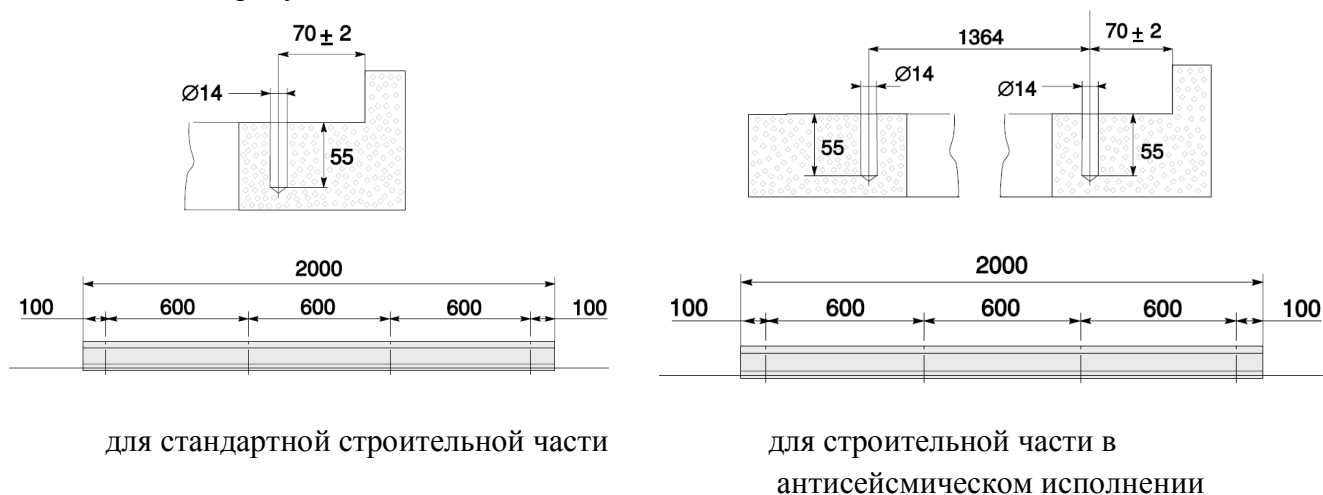 70 ± 2
Ø14
55
1364
70 ± 2
Ø14
Ø14
55
55
2000
100 600 600 600 100
2000
100 600 600 600 100
для стандартной строительной части
для строительной части в
антисейсмическом исполнении